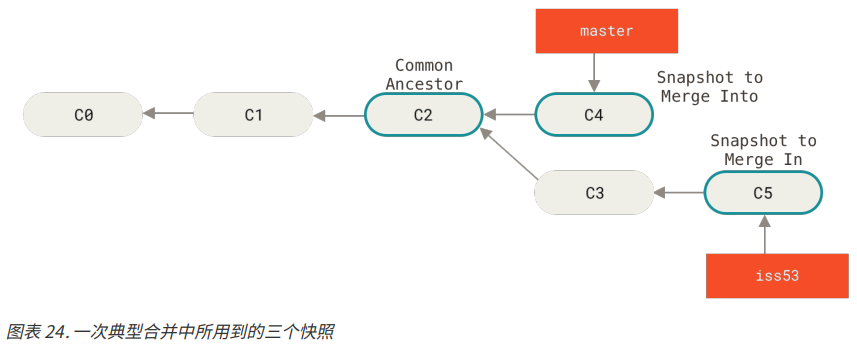 master
Common
Ancestor
Snapshot to
Merge Into
C0
C1
C2
C4
Snapshot to
Merge In
C3
C5
iss53
图表 24. 一次典型合并中所用到的三个快照